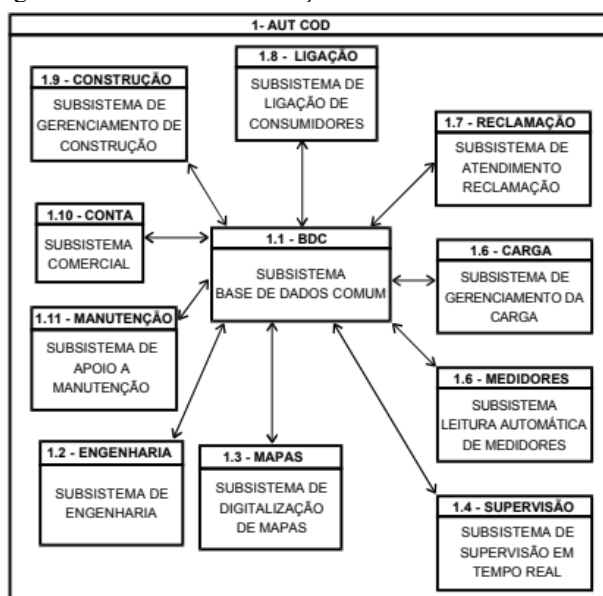 1- AUT COD
1.8 - LIGAÇÃO
SUBSISTEMA DE
LIGAÇÃO DE
CONSUMIDORES
1.9 - CONSTRUÇÃO
SUBSISTEMA DE
GERENCIAMENTO DE
CONSTRUÇÃO
1.7 - RECLAMAÇÃO
SUBSISTEMA DE
ATENDIMENTO
RECLAMAÇÃO
1.10 - CONTA
SUBSISTEMA
COMERCIAL
1.1 - BDC
SUBSISTEMA
BASE DE DADOS COMUM
1.6 - CARGA
SUBSISTEMA DE
GERENCIAMENTO DA
CARGA
1.11 - MANUTENÇÃO
SUBSISTEMA DE
APOIO A
MANUTENÇÃO
1.6 - MEDIDORES
SUBSISTEMA
LEITURA AUTOMÁTICA
DE MEDIDORES
1.2 - ENGENHARIA
SUBSISTEMA DE
ENGENHARIA
1.3 - MAPAS
SUBSISTEMA DE
DIGITALIZAÇÃO
DE MAPAS
1.4 - SUPERVISÃO
SUBSISTEMA DE
SUPERVISÃO EM
TEMPO REAL